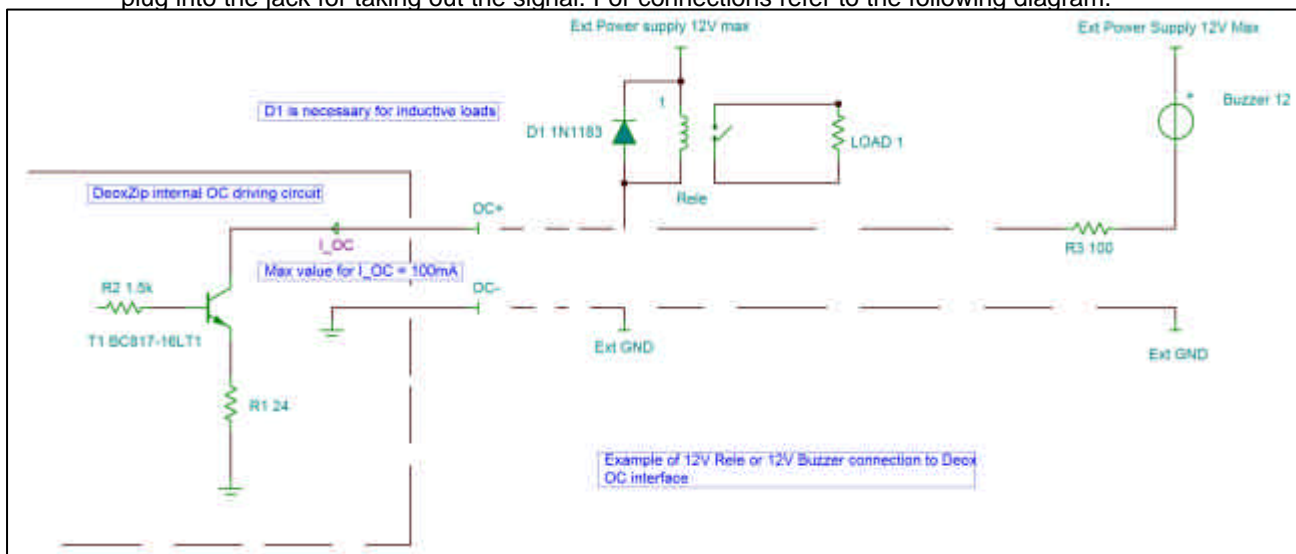 plug into the jack for taking out the signal. For connections refer to the following diagram:
Ext Power supply 12V max
Ext Power Supply 12V Max
D1 is necessary for inductive loads
1
+
Buzzer 12
D1 1N1183
LOAD 1
DeoxZip internal OC driving circuit
Rele
OC+
I_OC
R3 100
Max value for I_OC = 100mA
R2 1.5k
OC-
T1 BC817-16LT1
Ext GND
Ext GND
R1 24
Example of 12V Rele or 12V Buzzer connection to Deox
OC interface